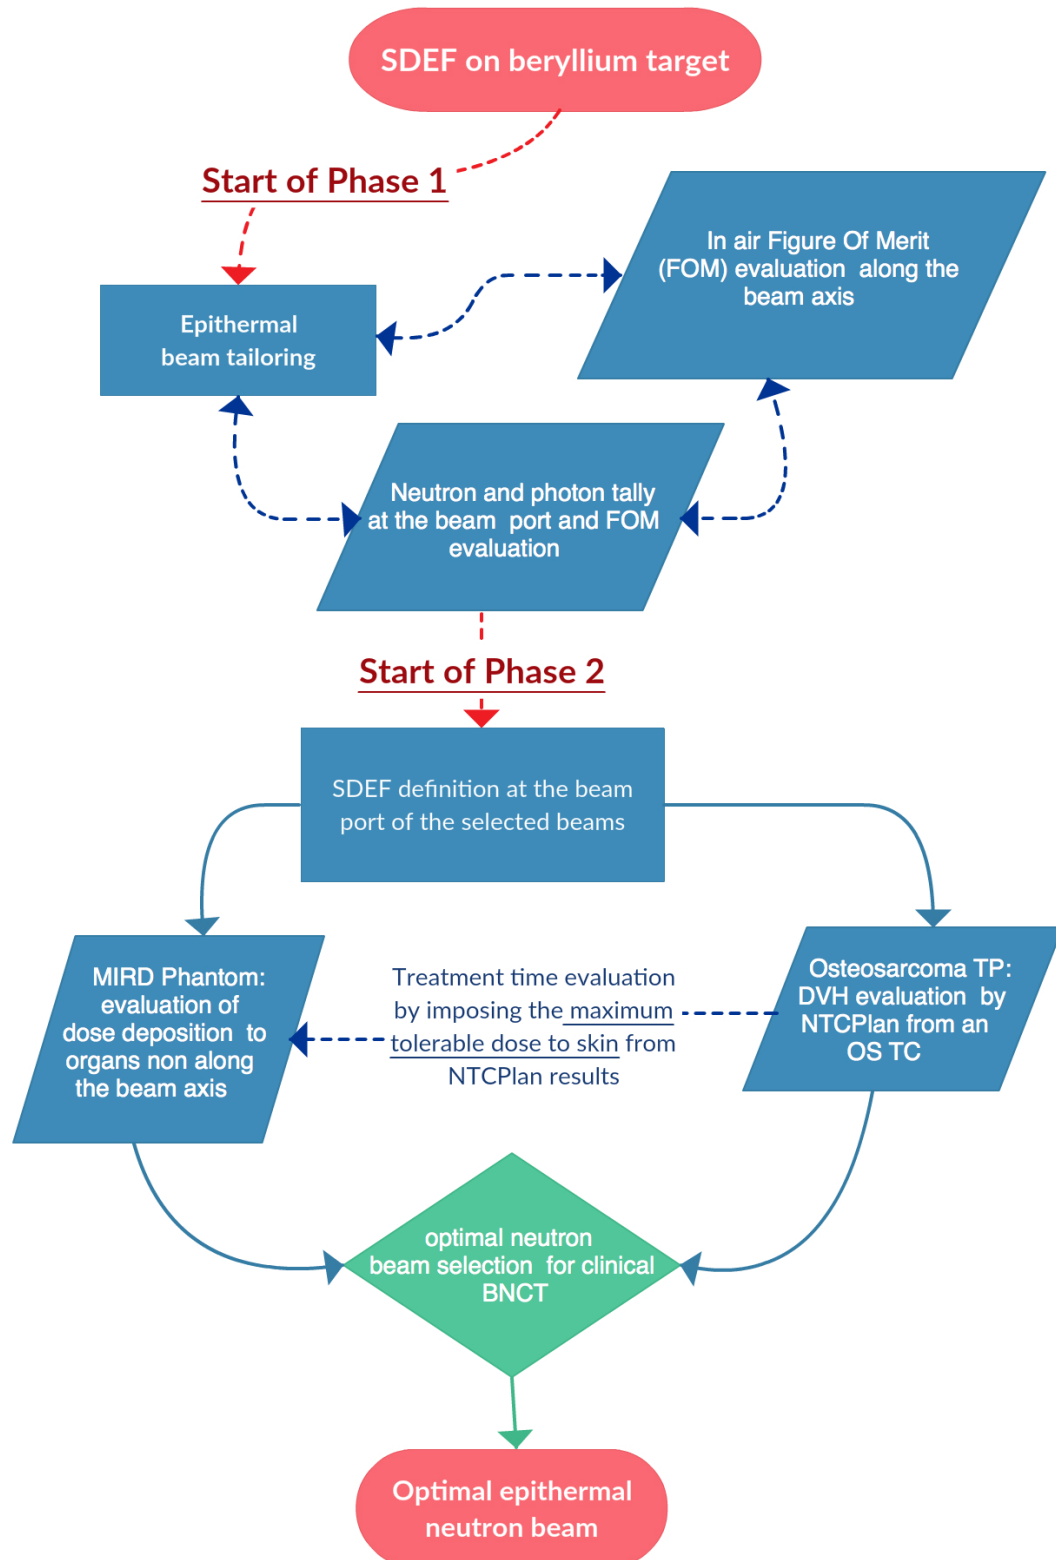 SDEF on beryllium target
Start of Phase 1
In air Figure Of Merit
(FOM) evaluation along the
beam axis
Epithermal
beam tailoring
Neutron and photon tally
at the beam port and FOM
evaluation
Start of Phase 2
SDEF definition at the beam
port of the selected beams
MIRD Phantom:
evaluation of
dose deposition to
organs non along
the beam axis
Treatment time evaluation
by imposing the maximum
tolerable dose to skin from
NTCPlan results
Osteosarcoma TP:
DVH evaluation by
NTCPlan from an
OS TC
optimal neutron
beam selection for clinical
BNCT
Optimal epithermal
neutron beam